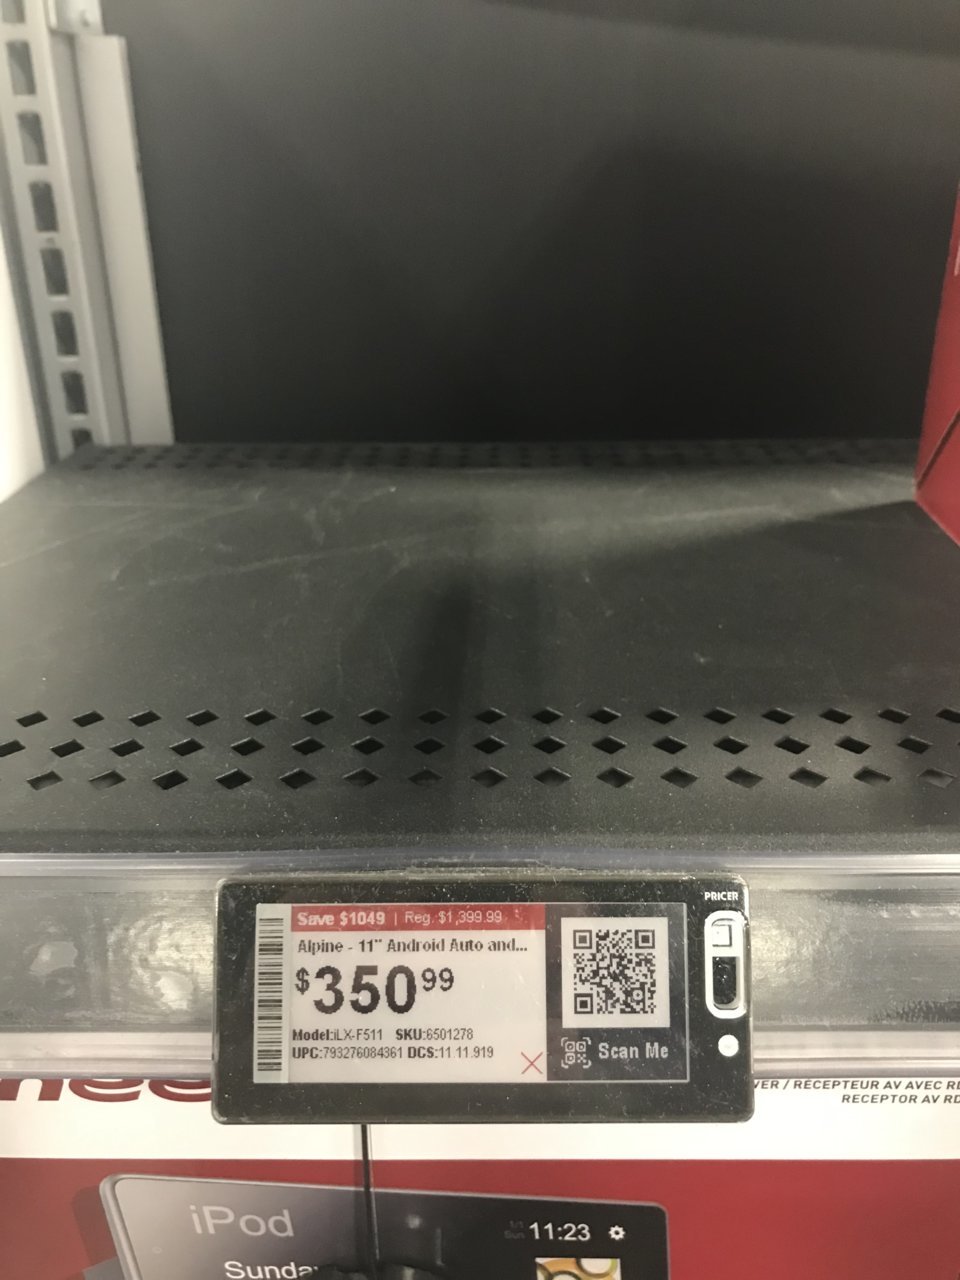 PRICER
Save $1049 | Reg. $1,399.99
Alpine - 11" Android Auto and...
$350.99
Model:iLX-F511 SKU:6501278
UPC:793276084361 DCS:11.11.919
Scan Me
RÉCEPTEUR AV AVEC
RECEPTOR AV
iPod
11:23